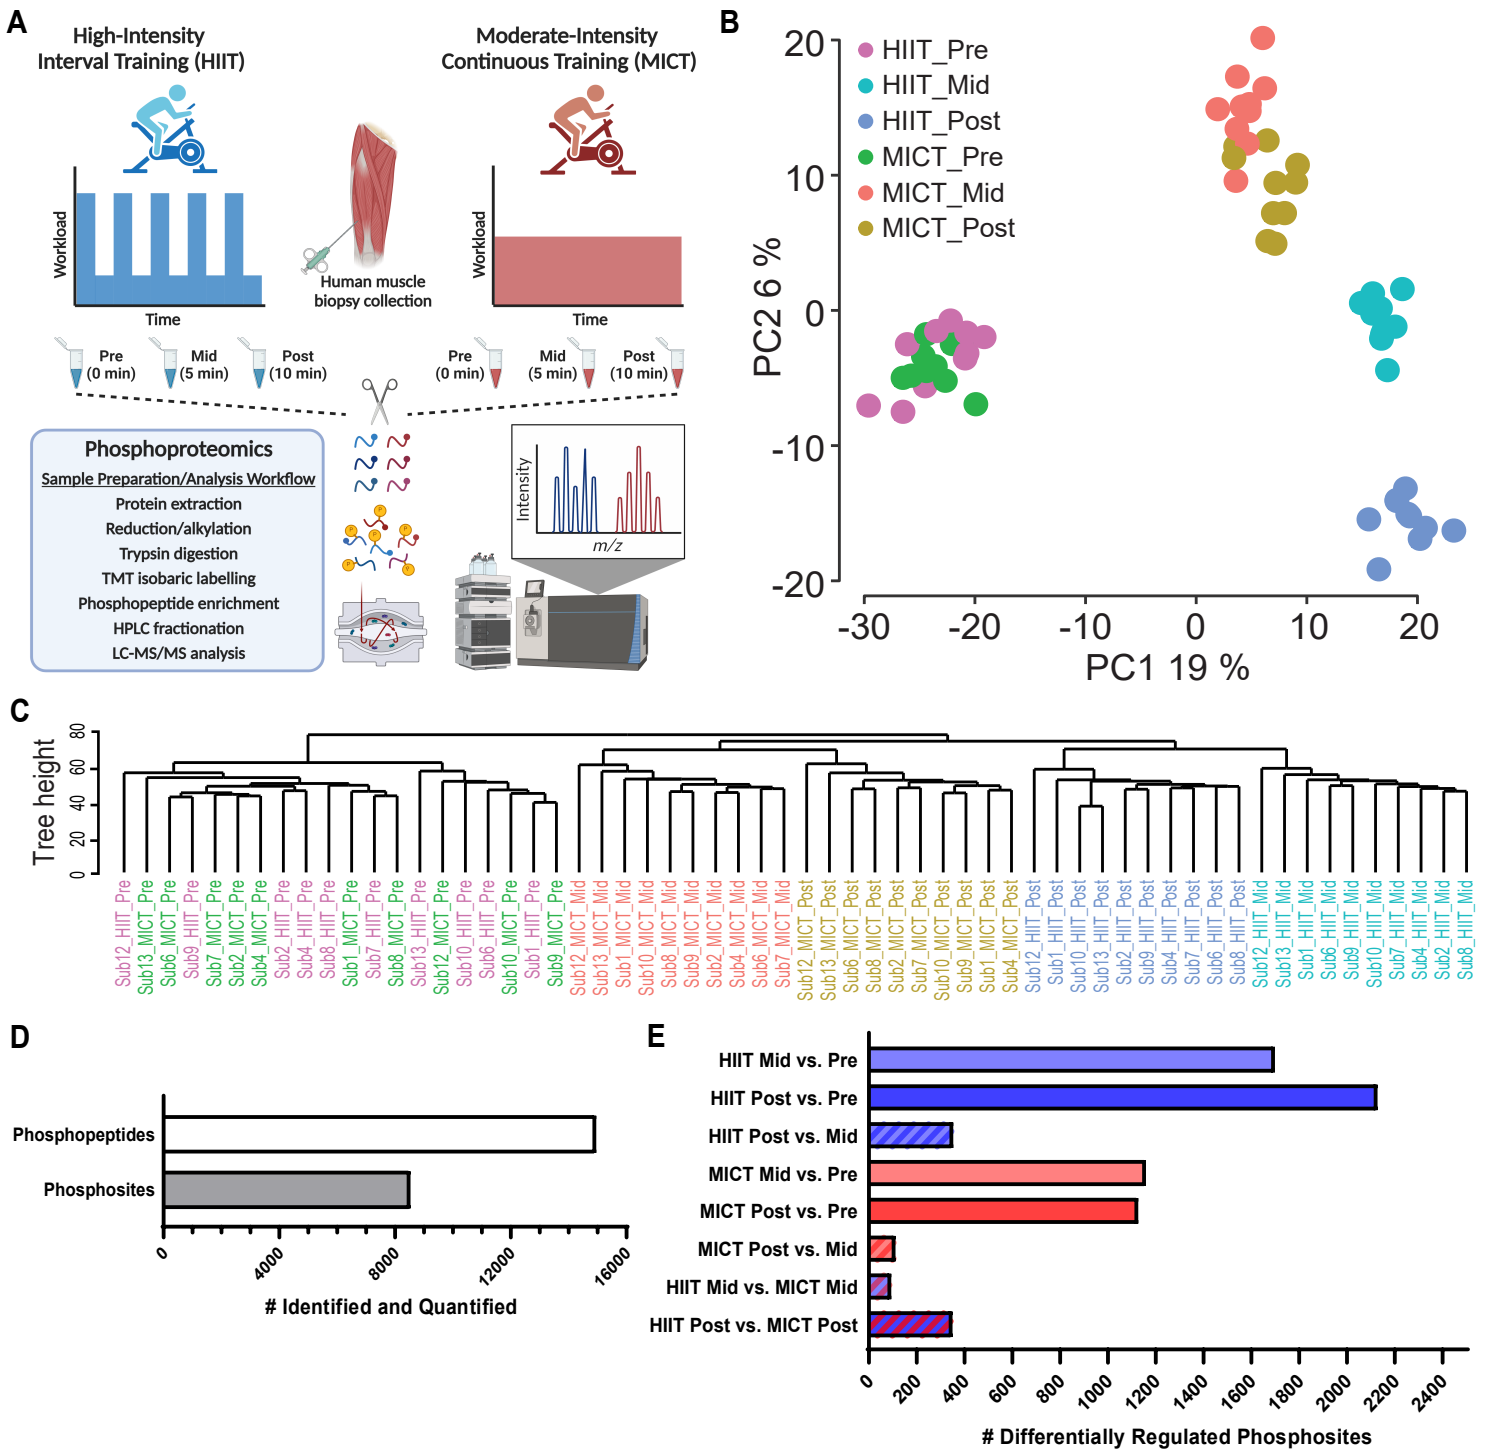 A
High-Intensity
Interval Training (HIIT)
Moderate-Intensity
Continuous Training (MICT)
Workload
Time
Human muscle
biopsy collection
Workload
Time
Pre
(0 min)
Mid
(5 min)
Post
(10 min)
Pre
(0 min)
Mid
(5 min)
Post
(10 min)
Phosphoproteomics
Sample Preparation/Analysis Workflow
Protein extraction
Reduction/alkylation
Trypsin digestion
TMT isobaric labelling
Phosphopeptide enrichment
HPLC fractionation
LC-MS/MS analysis
P
P
P
P
P
Intensity
m/z
B
HIIT_Pre
HIIT_Mid
HIIT_Post
MICT_Pre
MICT_Mid
MICT_Post
PC2 6 %
20
10
0
-10
-20
-30
-20
-10
0
10
20
PC1 19 %
C
Tree height
80
60
40
20
0
Sub12_HIIT_Pre
Sub13_MICT_Pre
Sub6_MICT_Pre
Sub9_HIIT_Pre
Sub7_MICT_Pre
Sub2_MICT_Pre
Sub4_MICT_Pre
Sub2_HIIT_Pre
Sub4_HIIT_Pre
Sub8_HIIT_Pre
Sub1_MICT_Pre
Sub7_HIIT_Pre
Sub8_MICT_Pre
Sub13_HIIT_Pre
Sub12_MICT_Pre
Sub10_HIIT_Pre
Sub6_HIIT_Pre
Sub10_MICT_Pre
Sub1_HIIT_Pre
Sub9_MICT_Pre
Sub12_MICT_Mid
Sub13_MICT_Mid
Sub1_MICT_Mid
Sub10_MICT_Mid
Sub8_MICT_Mid
Sub9_MICT_Mid
Sub2_MICT_Mid
Sub4_MICT_Mid
Sub6_MICT_Mid
Sub7_MICT_Mid
Sub12_MICT_Post
Sub13_MICT_Post
Sub6_MICT_Post
Sub8_MICT_Post
Sub2_MICT_Post
Sub7_MICT_Post
Sub10_MICT_Post
Sub9_MICT_Post
Sub1_MICT_Post
Sub4_MICT_Post
Sub12_HIIT_Post
Sub1_HIIT_Post
Sub10_HIIT_Post
Sub13_HIIT_Post
Sub2_HIIT_Post
Sub9_HIIT_Post
Sub4_HIIT_Post
Sub7_HIIT_Post
Sub6_HIIT_Post
Sub8_HIIT_Post
Sub12_HIIT_Mid
Sub13_HIIT_Mid
Sub1_HIIT_Mid
Sub6_HIIT_Mid
Sub9_HIIT_Mid
Sub10_HIIT_Mid
Sub7_HIIT_Mid
Sub4_HIIT_Mid
Sub2_HIIT_Mid
Sub8_HIIT_Mid
D
Phosphopeptides
Phosphosites
0
4000
8000
12000
16000
# Identified and Quantified
E
HIIT Mid vs. Pre
HIIT Post vs. Pre
HIIT Post vs. Mid
MICT Mid vs. Pre
MICT Post vs. Pre
MICT Post vs. Mid
HIIT Mid vs. MICT Mid
HIIT Post vs. MICT Post
0
200
400
600
800
1000
1200
1400
1600
1800
2000
2200
2400
# Differentially Regulated Phosphosites